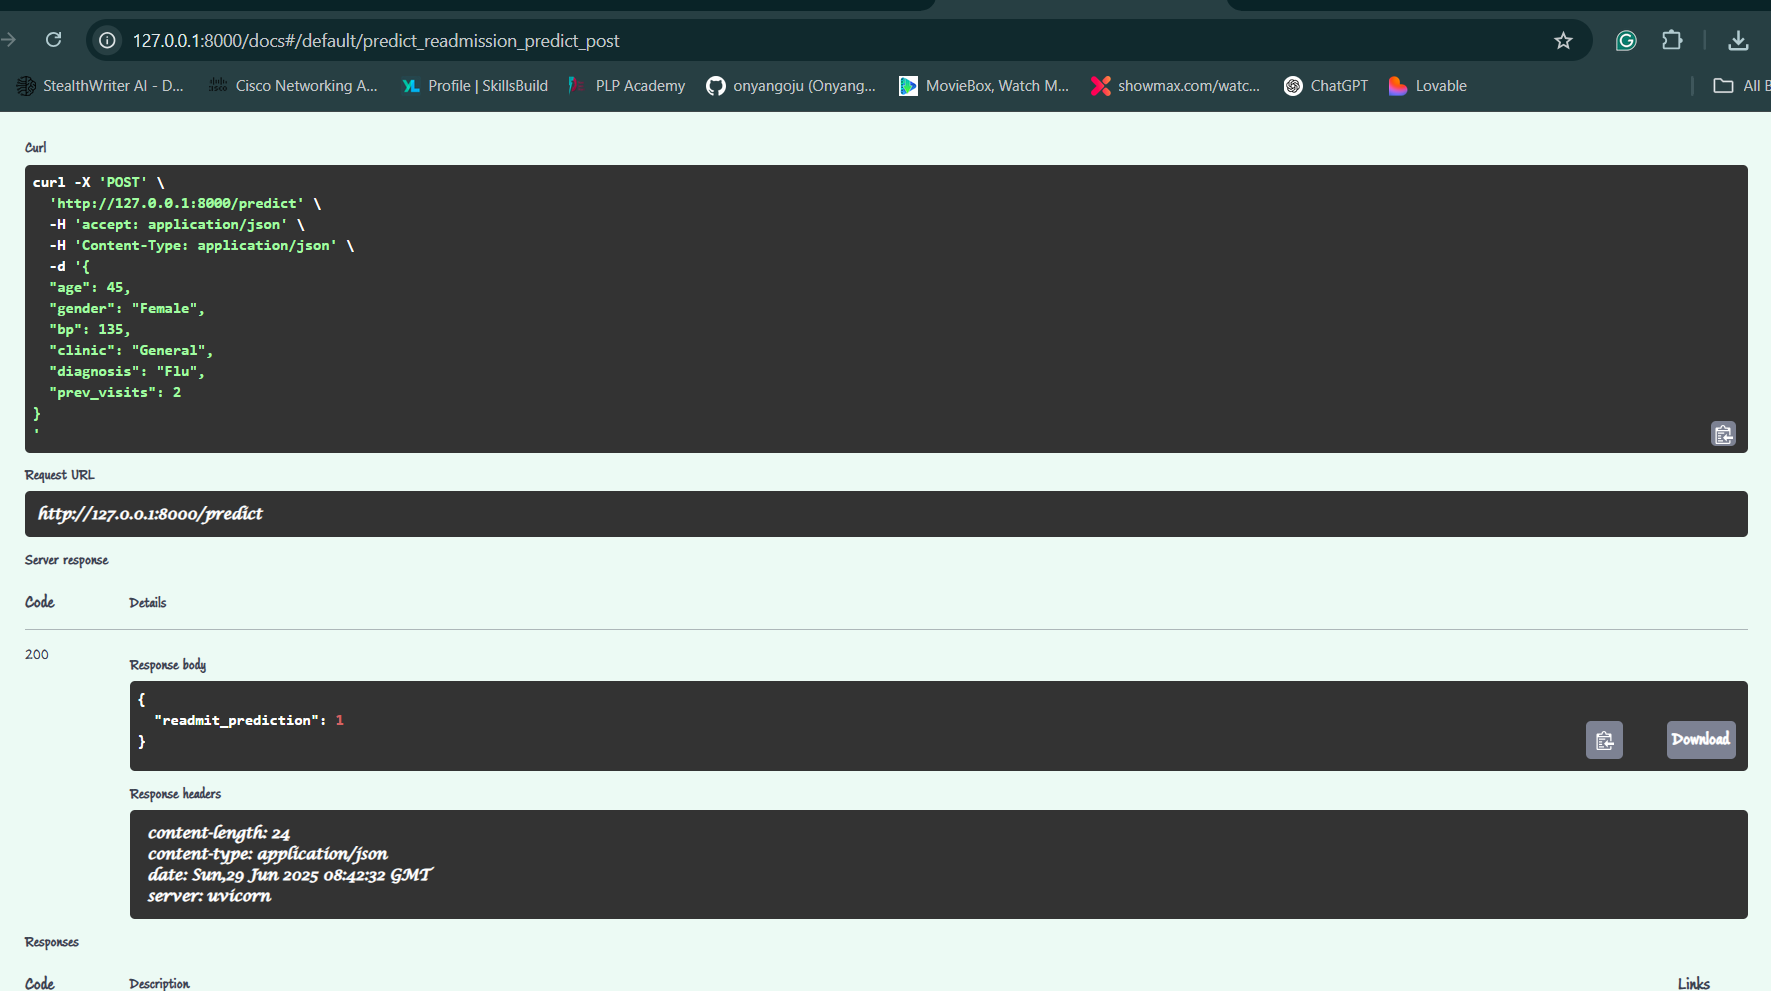 127.0.0.1:8000/docs#/default/predict_readmission_predict_post
StealthWriter AI - D... Cisco Networking A... Profile | SkillsBuild PLP Academy onyangoju (Onyang... MovieBox, Watch M... showmax.com/watc... ChatGPT Lovable All B
Curl
curl -X 'POST' \
'http://127.0.0.1:8000/predict' \
-H 'accept: application/json' \
-H 'Content-Type: application/json' \
-d '{
"age": 45,
"gender": "Female",
"bp": 135,
"clinic": "General",
"diagnosis": "Flu",
"prev_visits": 2
}
'
Request URL
http://127.0.0.1:8000/predict
Server response
Code Details
200
Response body
{
"readmit_prediction": 1
}
Download
Response headers
content-length: 24
content-type: application/json
date: Sun,29 Jun 2025 08:42:32 GMT
server: uvicorn
Responses
Code Description Links